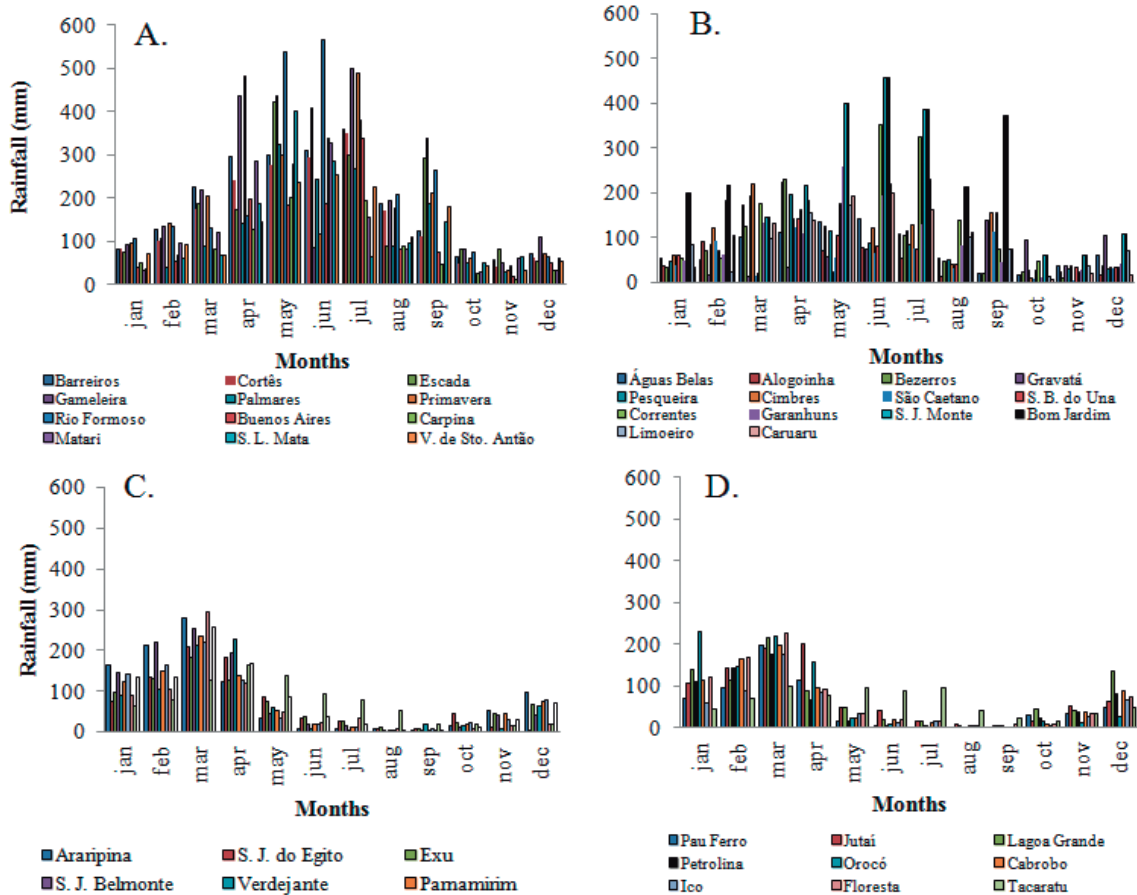 A.
Rainfall (mm)
600
500
400
300
200
100
0
jan feb mar apr may jun jul aug sep oct nov dec
Months
Barreiros Cortês Escada
Gameleira Palmares Primavera
Rio Formoso Buenos Aires Carpina
Matari S. L. Mata V. de Sto. Antão
B.
600
500
400
300
200
100
0
jan feb mar apr may jun jul aug sep oct nov dec
Months
Águas Belas Alogoinha Bezerros Gravatá
Pesqueira Cimbres São Caetano S. B. do Una
Correntes Garanhuns S. J. Monte Bom Jardim
Limoeiro Caruaru
C.
Rainfall (mm)
600
500
400
300
200
100
0
jan feb mar apr may jun jul aug sep oct nov dec
Months
Araripina S. J. do Egito Exu
S. J. Belmonte Verdejante Parnamirim
D.
600
500
400
300
200
100
0
jan feb mar apr may jun jul aug sep oct nov dec
Months
Pau Ferro Jutaí Lagoa Grande
Petrolina Orocó Cabrobo
Ico Floresta Tacaratu